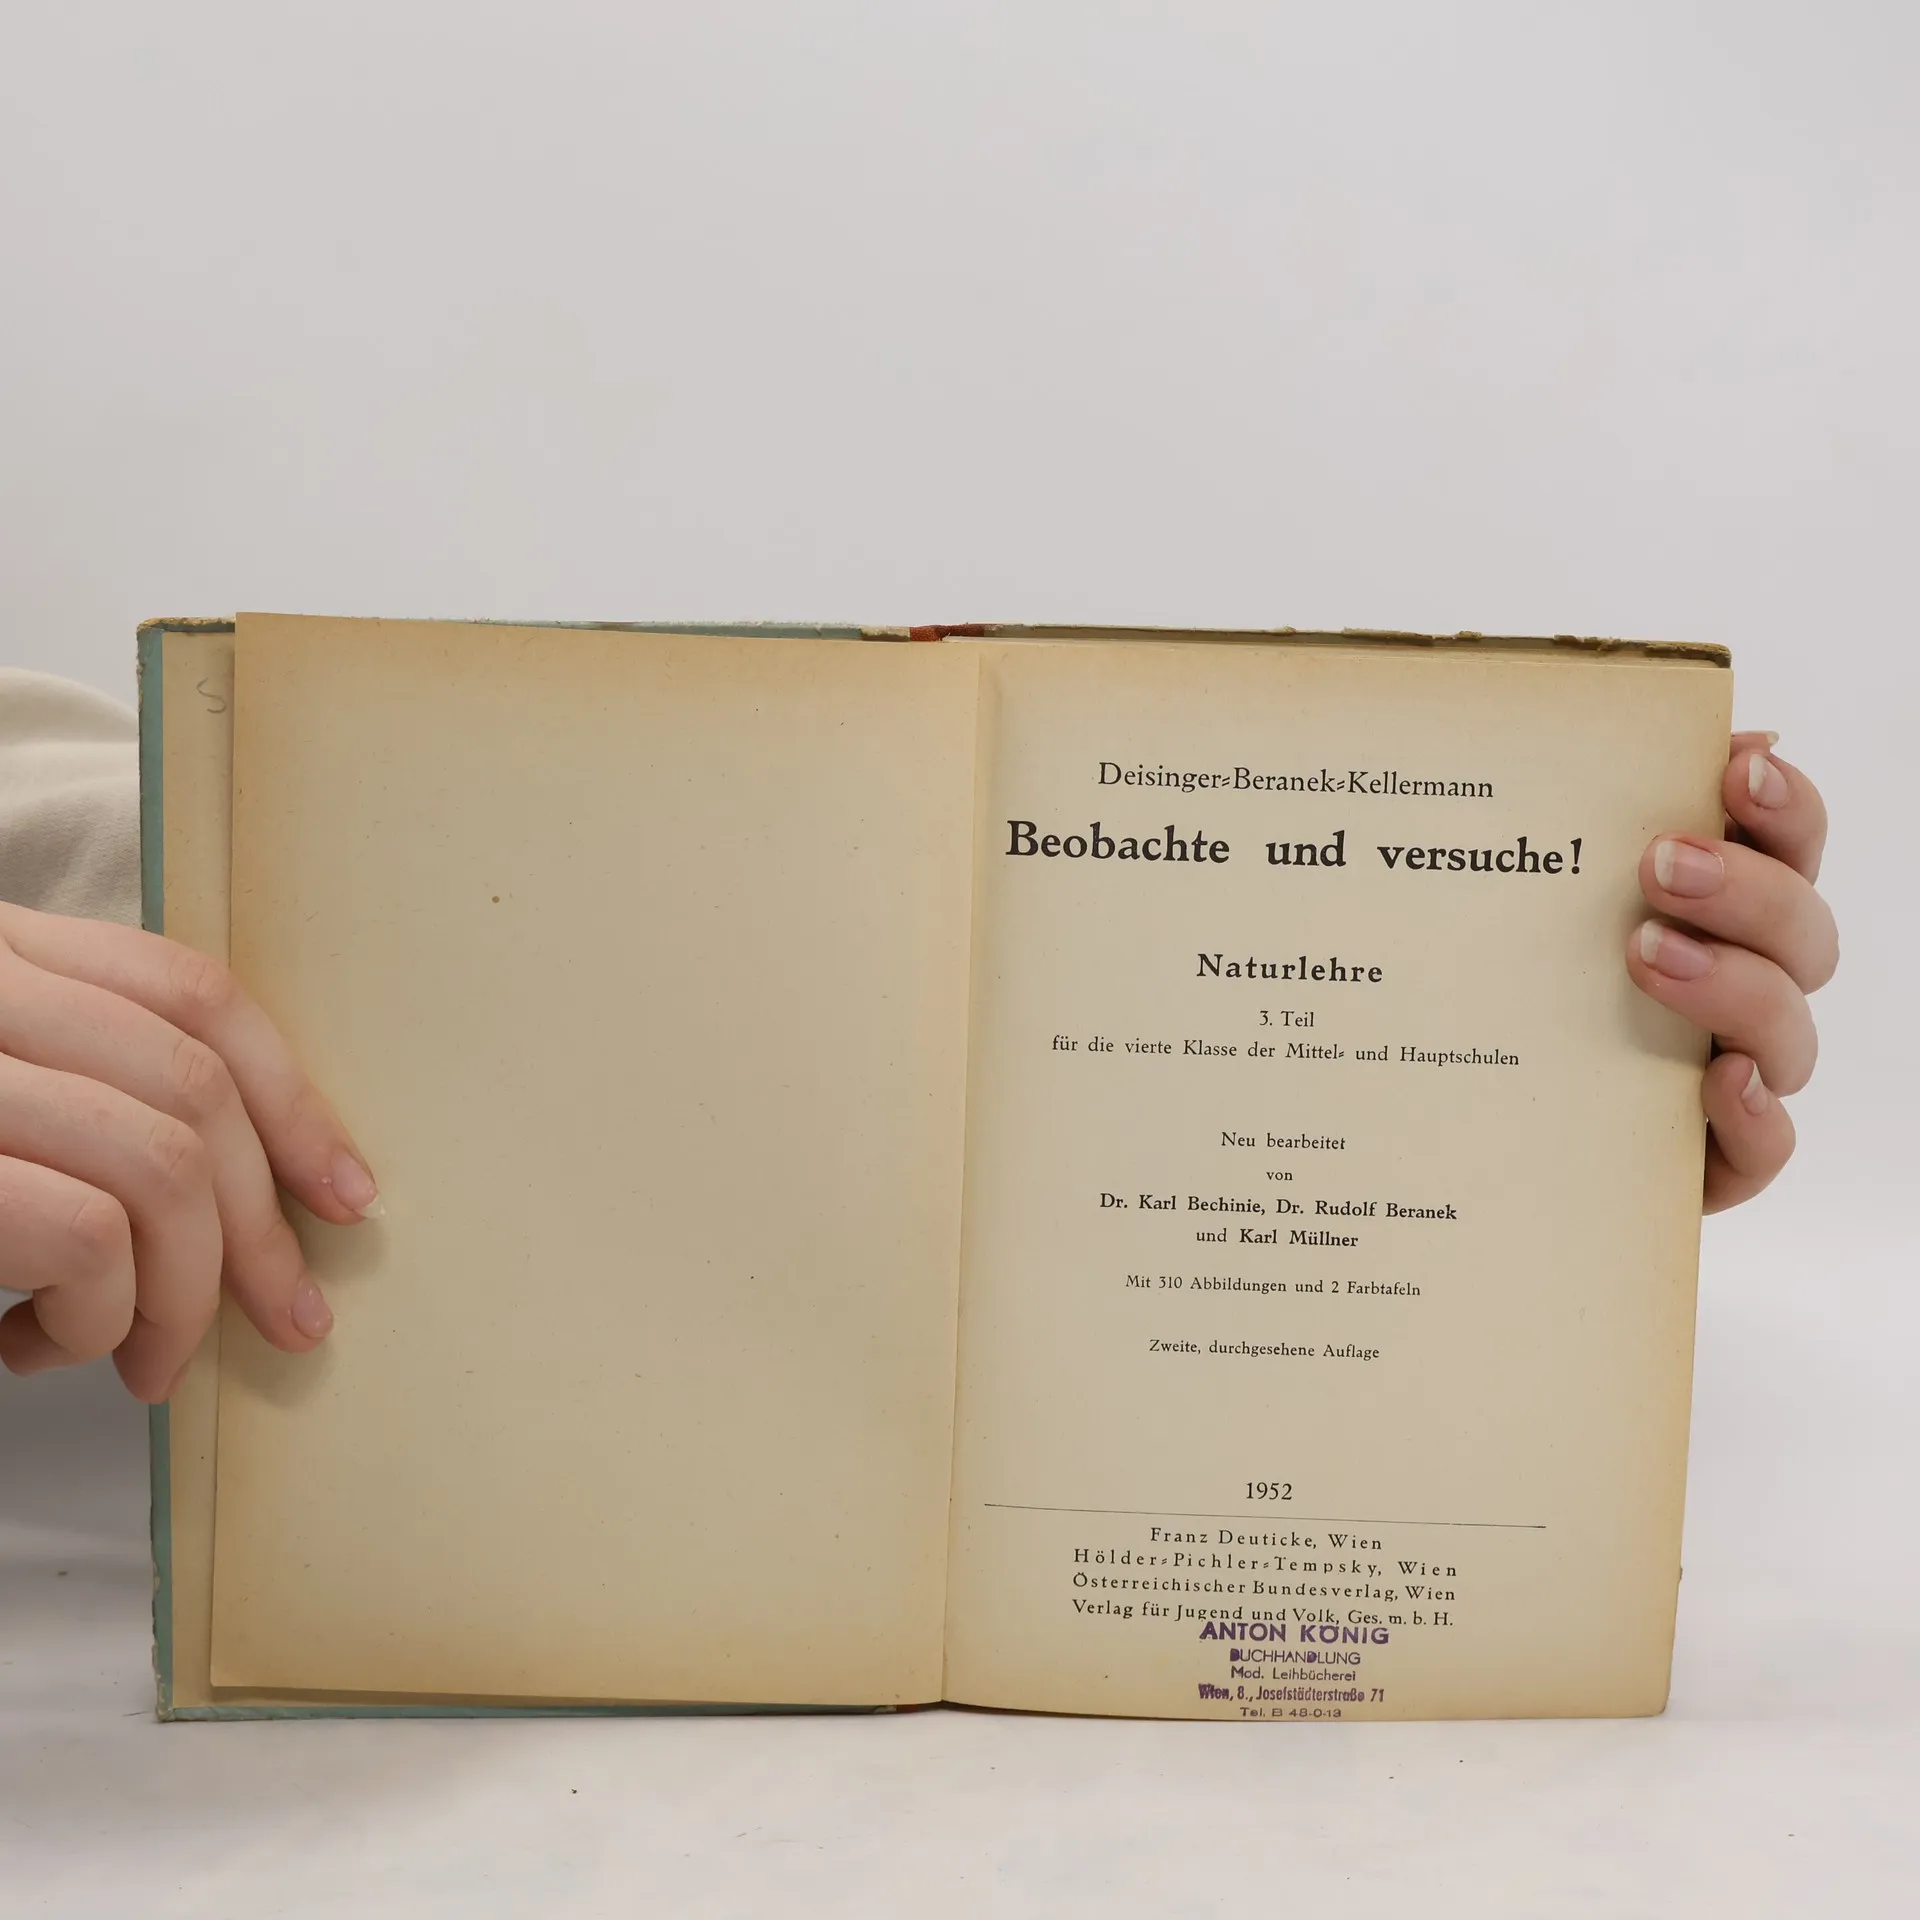 S
Deisinger-Beranek-Kellermann
Beobachte und versuche!
Naturlehre
3. Teil
für die vierte Klasse der Mittel- und Hauptschulen
Neu bearbeitet
von
Dr. Karl Bechinie, Dr. Rudolf Beranek
und Karl Müllner
Mit 310 Abbildungen und 2 Farbtafeln
Zweite, durchgesehene Auflage
1952
Franz Deuticke, Wien
Hölder-Pichler-Tempsky, Wien
Österreichischer Bundesverlag, Wien
Verlag für Jugend und Volk, Ges. m. b. H.
ANTON KÖNIG
BUCHHANDLUNG
Mod. Leihbücherei
Wien, 8., Josefstädterstraße 71
Tel. B 48-0-13